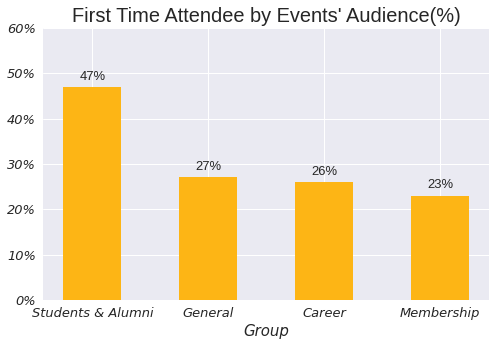 First Time Attendee by Events' Audience(%)
60%
50%
40%
30%
20%
10%
0%
47%
27%
26%
23%
Students & Alumni
General
Career
Membership
Group